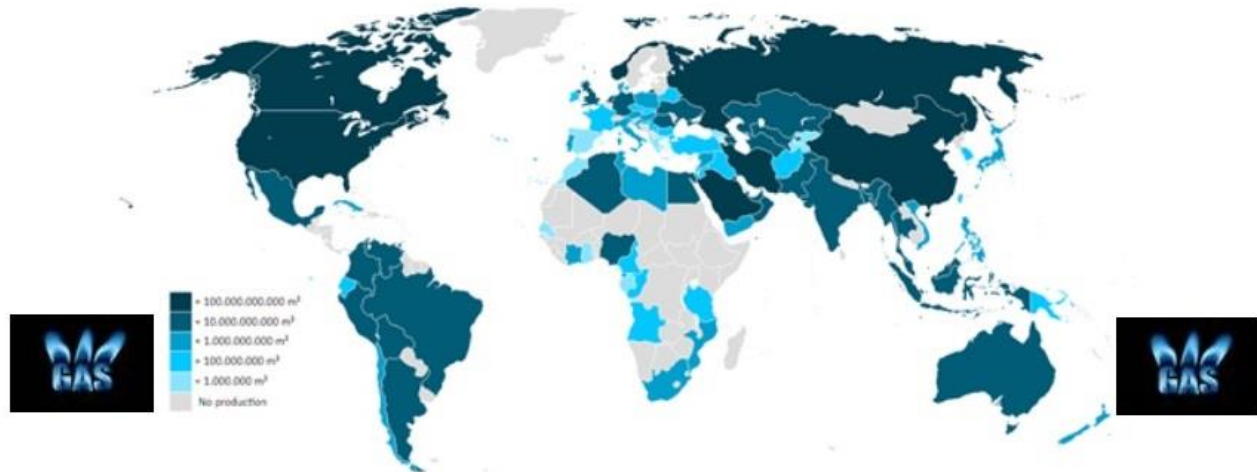 + 100.000.000.000 m³
+ 10.000.000.000 m³
+ 1.000.000.000 m³
+ 100.000.000 m³
+ 1.000.000 m³
No production
GAS
GAS